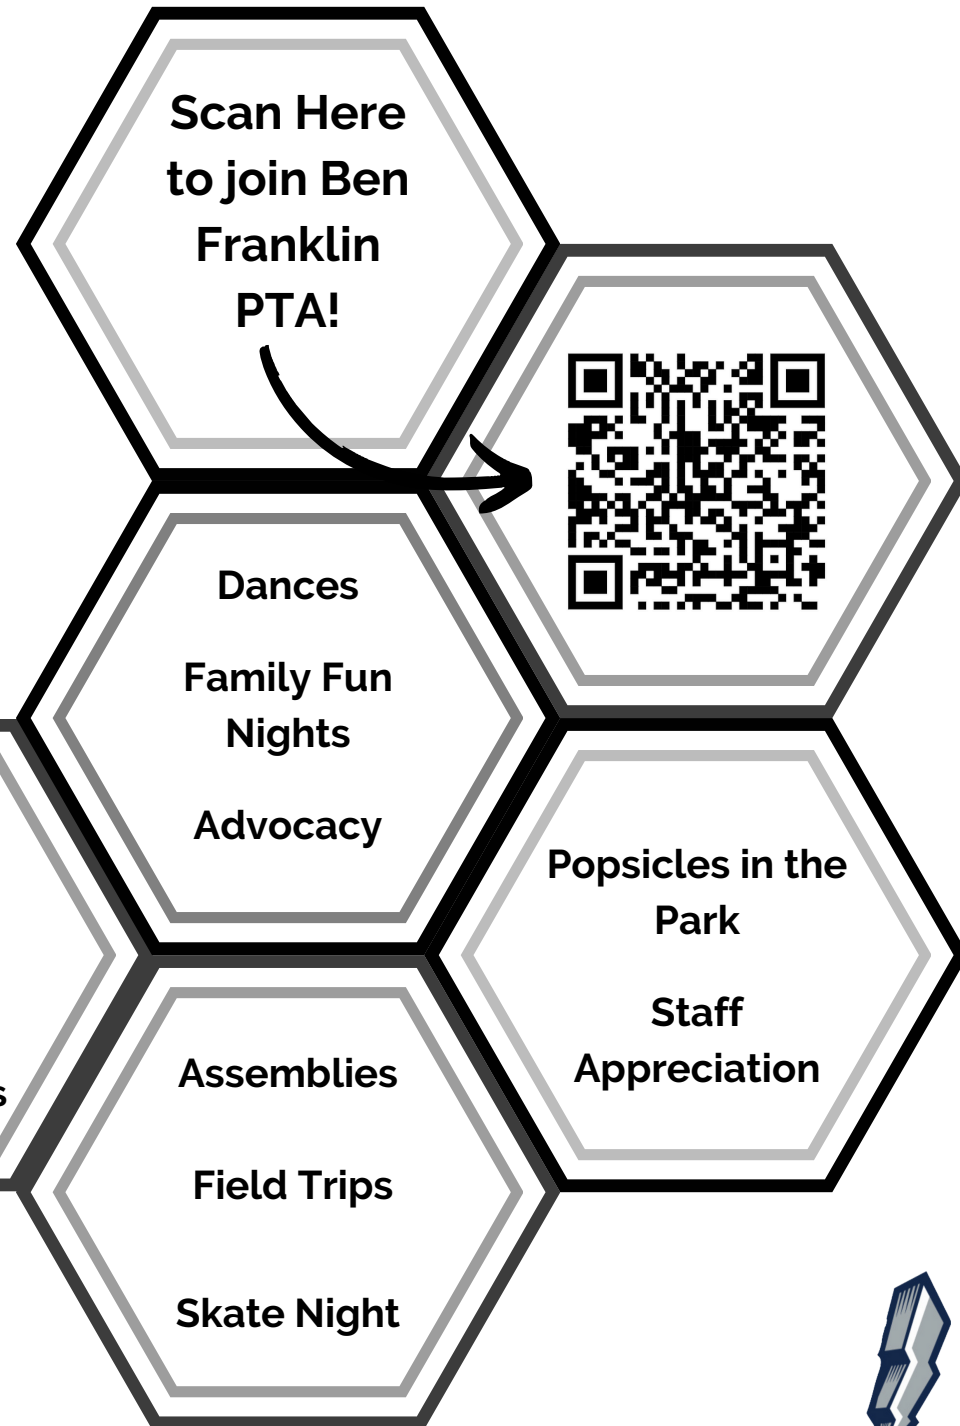 Scan Here
to join Ben
Franklin
PTA!
Dances
Family Fun
Nights
Advocacy
Popsicles in the
Park
Staff
Appreciation
s
Assemblies
Field Trips
Skate Night